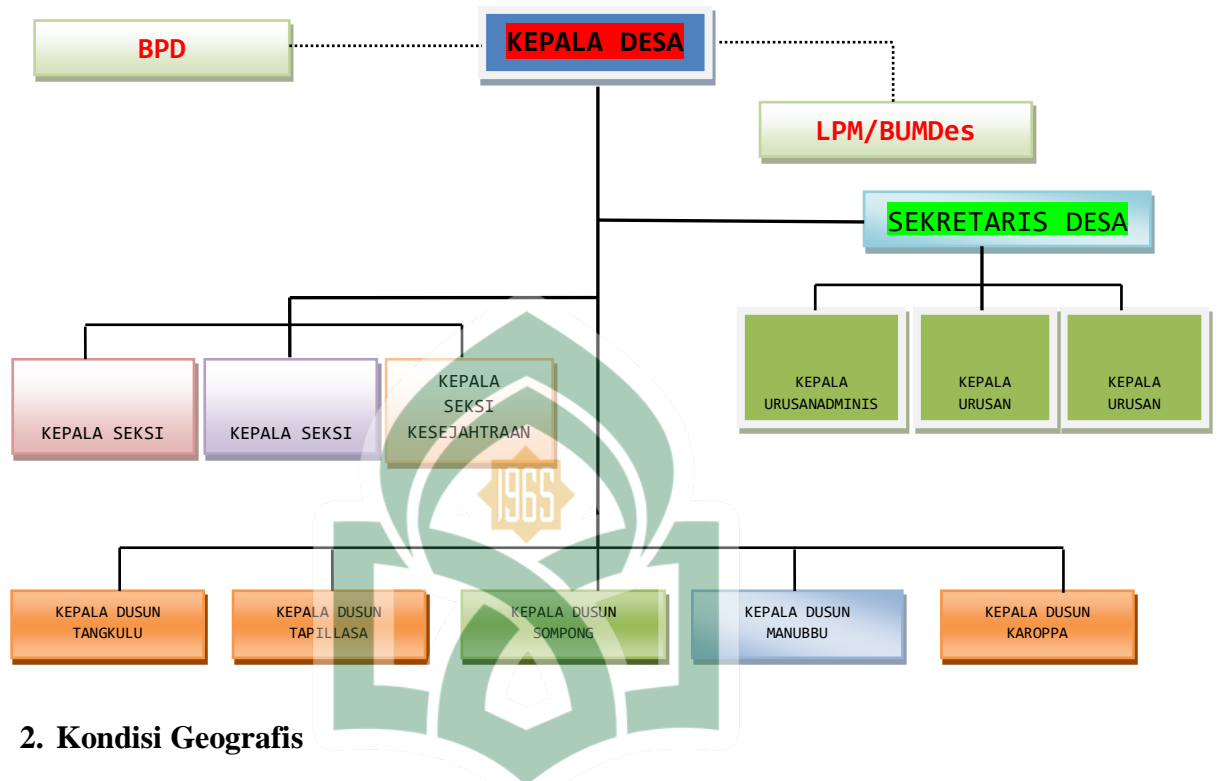 BPD
KEPALA DESA
LPM/BUMDes
SEKRETARIS DESA
KEPALA SEKSI
KEPALA SEKSI
KEPALA
SEKSI
KESEJAHTRAAN
KEPALA
URUSANADMINIS
KEPALA
URUSAN
KEPALA
URUSAN
1965
KEPALA DUSUN
TANGKULU
KEPALA DUSUN
TAPILLASA
KEPALA DUSUN
SOMPONG
KEPALA DUSUN
MANUBBU
KEPALA DUSUN
KAROPPA
2. Kondisi Geografis